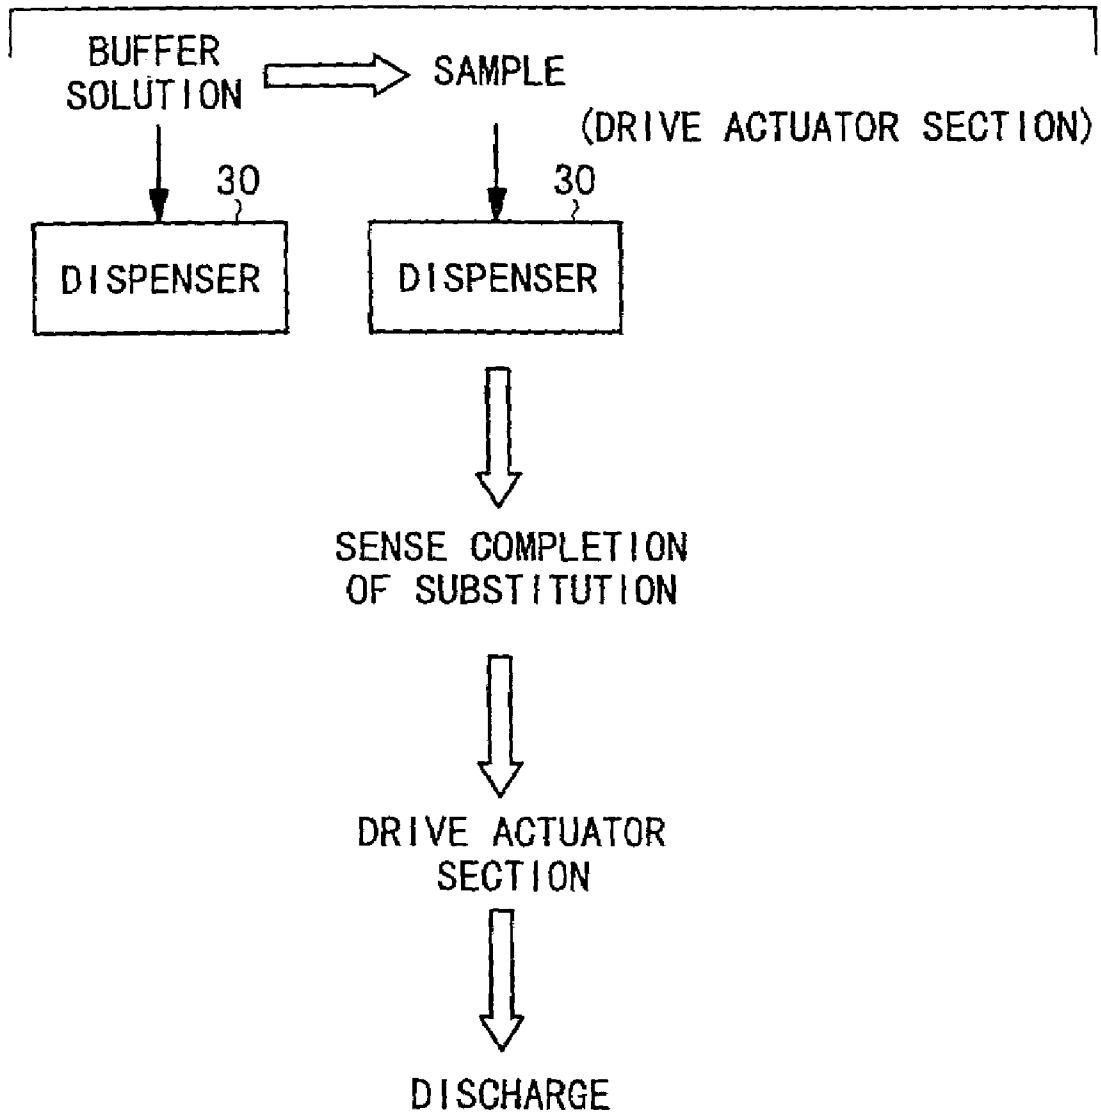 BUFFER
SOLUTION
SAMPLE
(DRIVE ACTUATOR SECTION)
30
30
DISPENSER
DISPENSER
SENSE COMPLETION
OF SUBSTITUTION
DRIVE ACTUATOR
SECTION
DISCHARGE